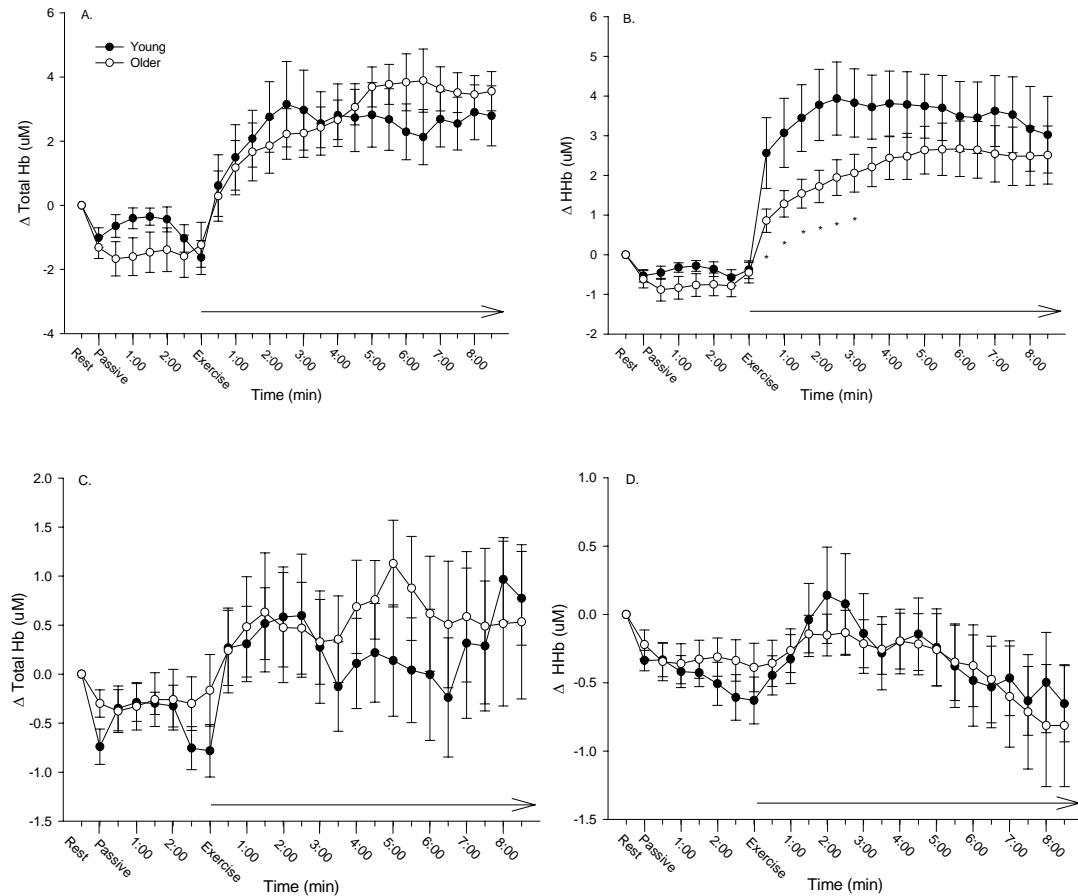 A.
Young
Older
Δ Total Hb (uM)
6
4
2
0
-2
-4
Rest
Passive
1:00
2:00
Exercise
1:00
2:00
3:00
4:00
5:00
6:00
7:00
8:00
Time (min)
B.
Δ HHb (uM)
6
5
4
3
2
1
0
-1
-2
* * * * * *
Rest
Passive
1:00
2:00
Exercise
1:00
2:00
3:00
4:00
5:00
6:00
7:00
8:00
Time (min)
C.
Δ Total Hb (uM)
2.0
1.5
1.0
0.5
0.0
-0.5
-1.0
-1.5
Rest
Passive
1:00
2:00
Exercise
1:00
2:00
3:00
4:00
5:00
6:00
7:00
8:00
Time (min)
D.
Δ HHb (uM)
1.0
0.5
0.0
-0.5
-1.0
-1.5
Rest
Passive
1:00
2:00
Exercise
1:00
2:00
3:00
4:00
5:00
6:00
7:00
8:00
Time (min)